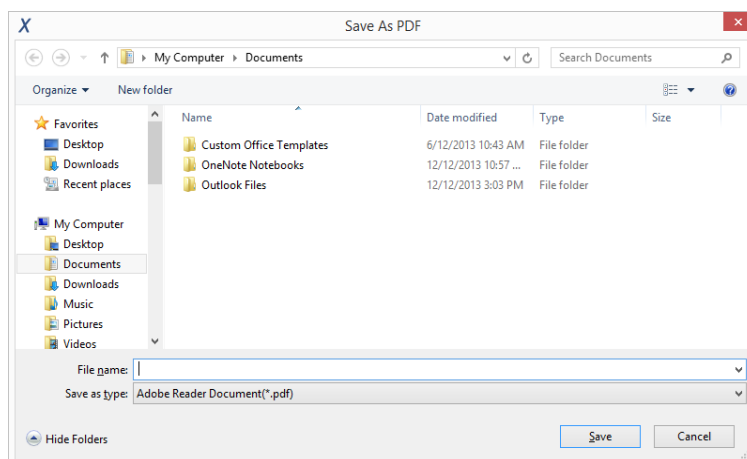 X Save As PDF
My Computer Documents Search Documents
Organize New folder
Name Date modified Type Size
Favorites
Desktop
Downloads
Recent places
My Computer
Desktop
Documents
Downloads
Music
Pictures
Videos
Custom Office Templates 6/12/2013 10:43 AM File folder
OneNote Notebooks 12/12/2013 10:57 ... File folder
Outlook Files 12/12/2013 3:03 PM File folder
File name:
Save as type: Adobe Reader Document(*.pdf)
Hide Folders Save Cancel